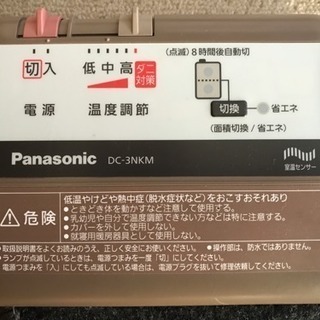 (点滅)8時間後自動切
切 入 低 中 高 ダニ対策
切換 省エネ
電源 温度調節 (面積切換/省エネ)
Panasonic DC-3NKM
室温センサー
危険
低温やけどや熱中症(脱水症状など)をおこすおそれあり
●ときどき体を動かすなど注意して使用する。
●乳幼児や自分で温度調節できない方などは特に注意する。
●カバーを外して使用しない。
●就寝用暖房器具として使用しない。
●取扱説明書をよくお読みのうえ、正しく安全にお使いください。 ●操作部は、防水ではありません。
●ランプが点滅しているときは、電源つまみを一度「切」にしてください。
電源つまみを「入」にしても点滅している場合は、電源プラグを抜いて修理依頼してください。